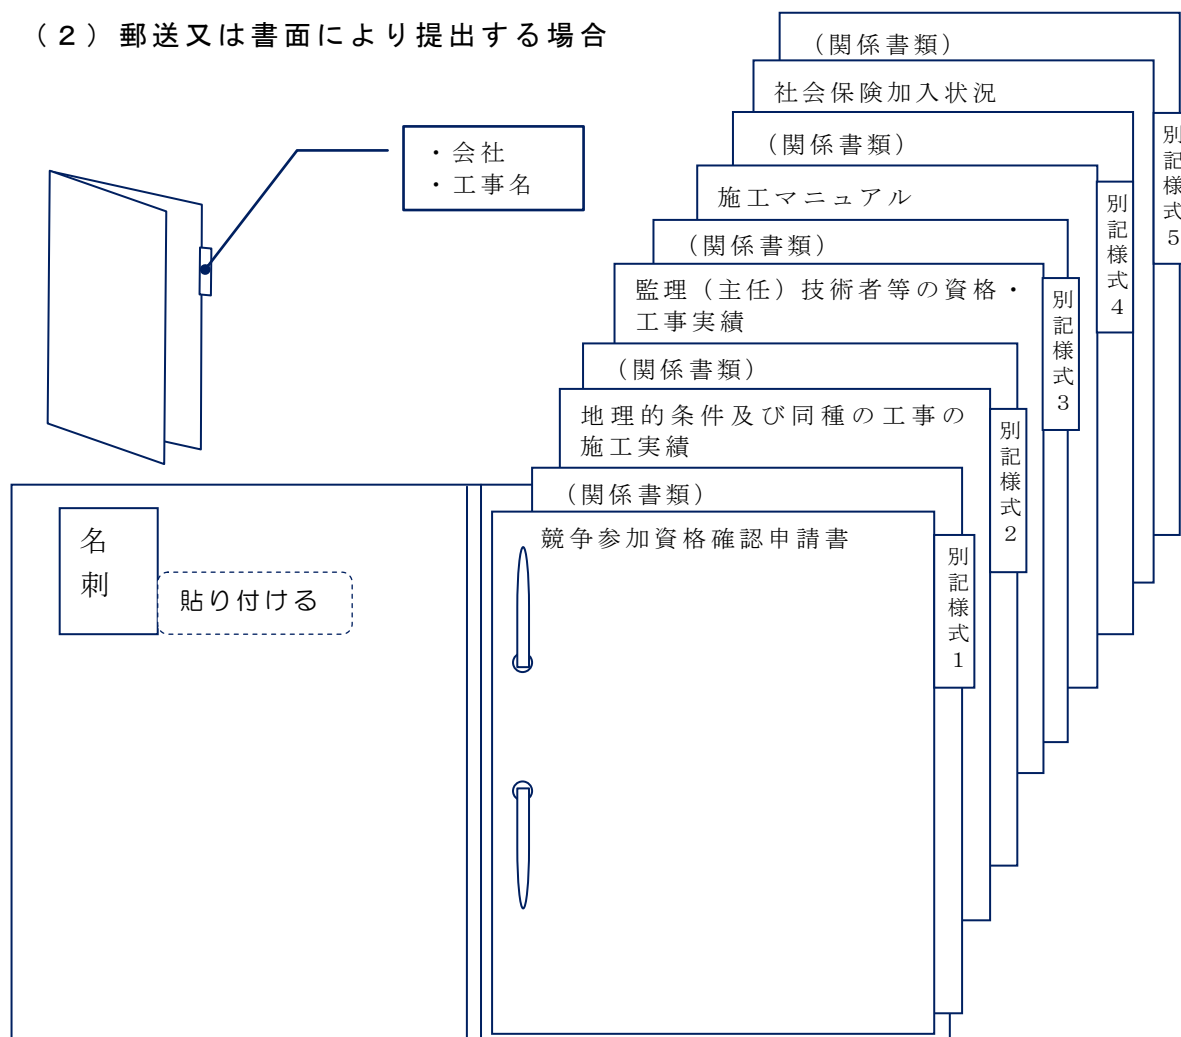 （２）郵送又は書面により提出する場合
・会社
・工事名
（関係書類）
社会保険加入状況
別記様式５
（関係書類）
施工マニュアル
別記様式４
（関係書類）
監理（主任）技術者等の資格・
工事実績
別記様式３
（関係書類）
地理的条件及び同種の工事の
施工実績
別記様式２
（関係書類）
競争参加資格確認申請書
別記様式１
名刺
貼り付ける